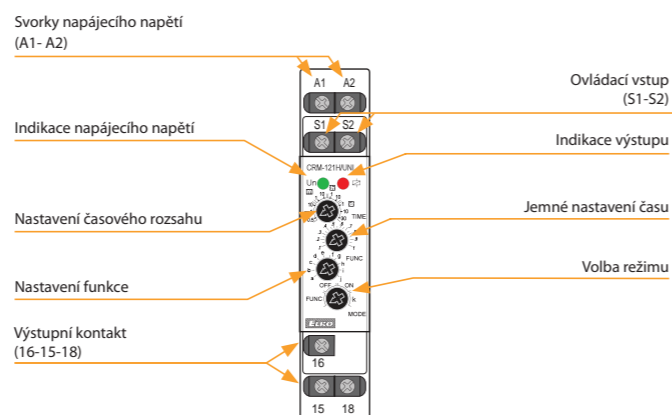 Svorky napájecího napětí
(A1- A2)
A1 A2
Ovládací vstup
(S1-S2)
S1 S2
Indikace napájecího napětí
Indikace výstupu
CRM-121H/UNI
Un
Nastavení časového rozsahu
Jemné nastavení času
TIME
FUNC
Nastavení funkce
Volba režimu
OFF ON
FUNC k
MODE
ELKO
Výstupní kontakt
(16-15-18)
16
15 18